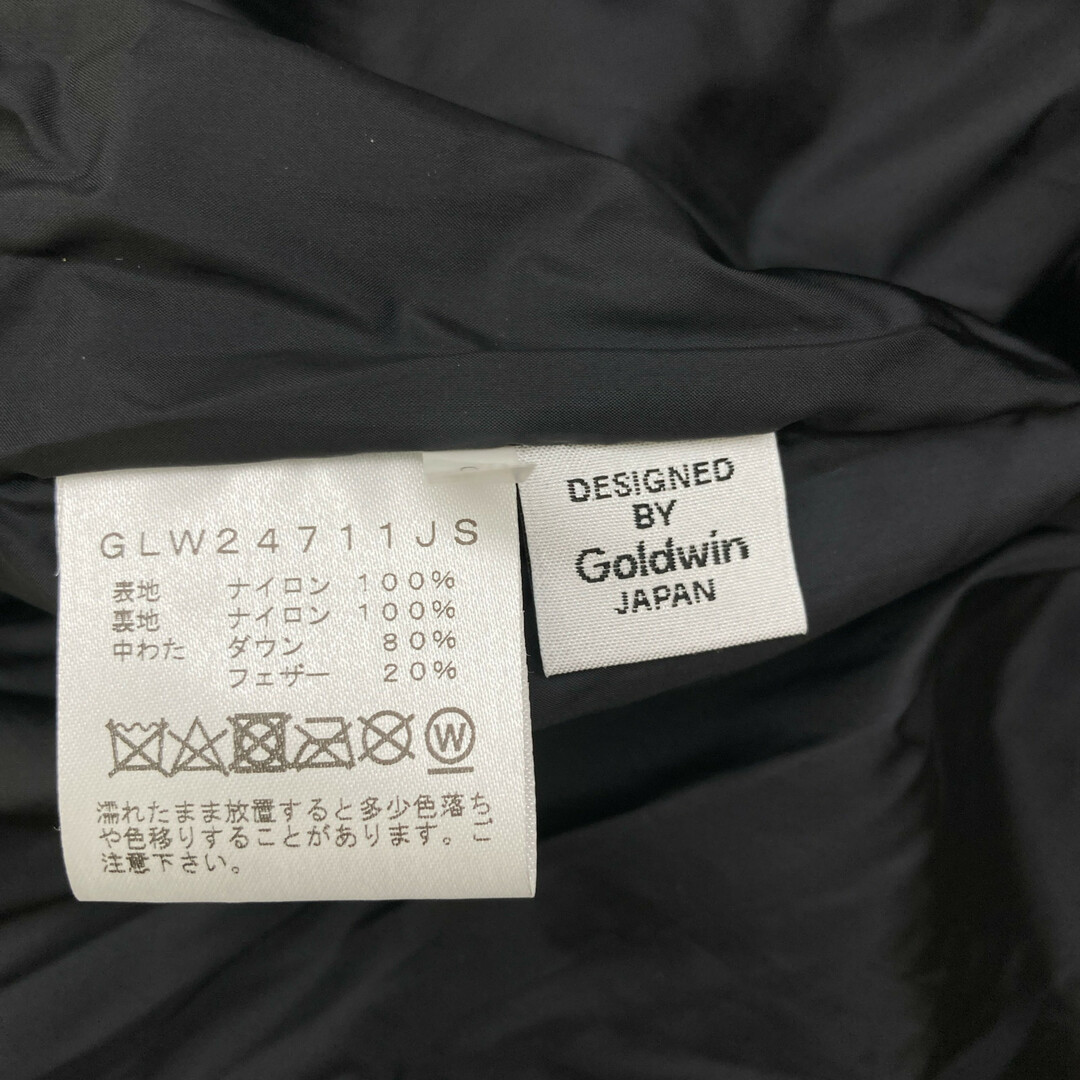 GLW24711JS
表地 ナイロン 100%
裏地 ナイロン 100%
中わた ダウン 80%
フェザー 20%
W
濡れたまま放置すると多少色落ち
や色移りすることがあります。ご
注意下さい。
DESIGNED
BY
Goldwin
JAPAN